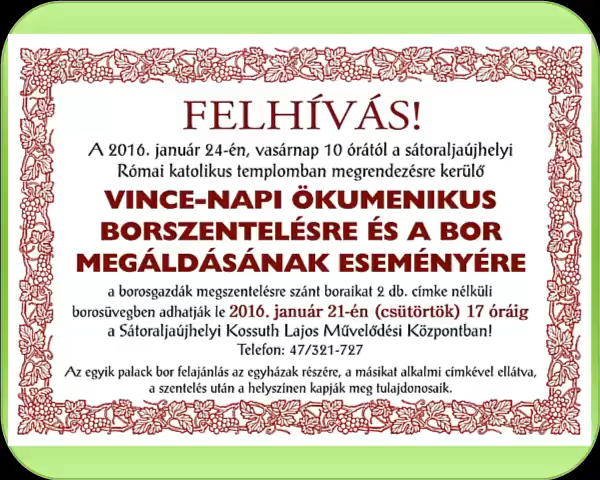 FELHÍVÁS!
A 2016. január 24-én, vasárnap 10 órától a sátoraljaújhelyi
Római katolikus templomban megrendezésre kerülő
VINCE-NAPI ÖKUMENIKUS
BORSZENTELÉSRE ÉS A BOR
MEGÁLDÁSÁNAK ESEMÉNYÉRE
a borosgazdák megszentelésre szánt boraikat 2 db. címke nélküli
borosüvegben adhatják le 2016. január 21-én (csütörtök) 17 óráig
a Sátoraljaújhelyi Kossuth Lajos Művelődési Központban!
Telefon: 47/321-727
Az egyik palack bor felajánlás az egyházak részére, a másikat alkalmi címkével ellátva,
a szentelés után a helyszínen kapják meg tulajdonosaik.